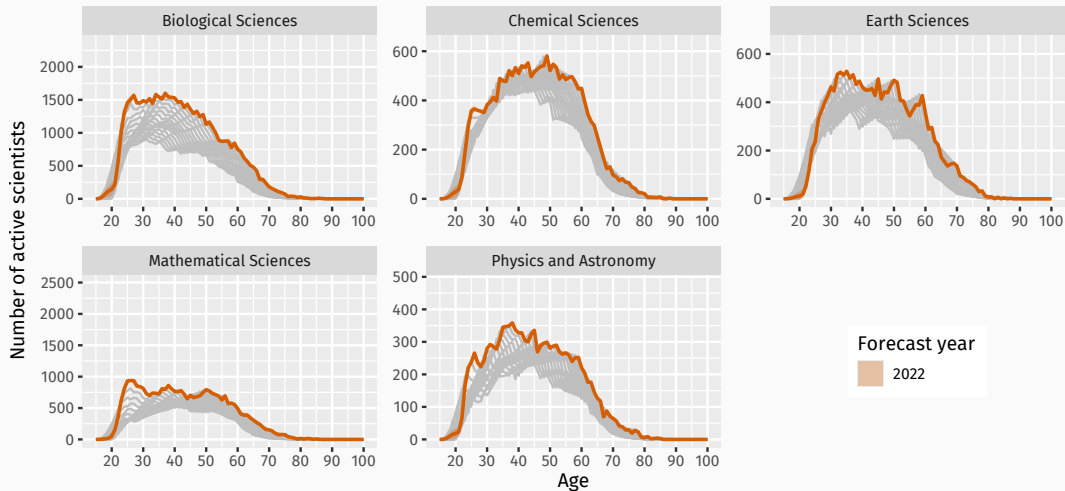 Biological Sciences
Chemical Sciences
Earth Sciences
2000
1500
1000
500
0
600
400
200
0
600
400
200
0
20 30 40 50 60 70 80 90 100
20 30 40 50 60 70 80 90 100
20 30 40 50 60 70 80 90 100
Mathematical Sciences
Physics and Astronomy
2500
2000
1500
1000
500
0
500
400
300
200
100
0
20 30 40 50 60 70 80 90 100
20 30 40 50 60 70 80 90 100
Number of active scientists
Age
Forecast year
2022